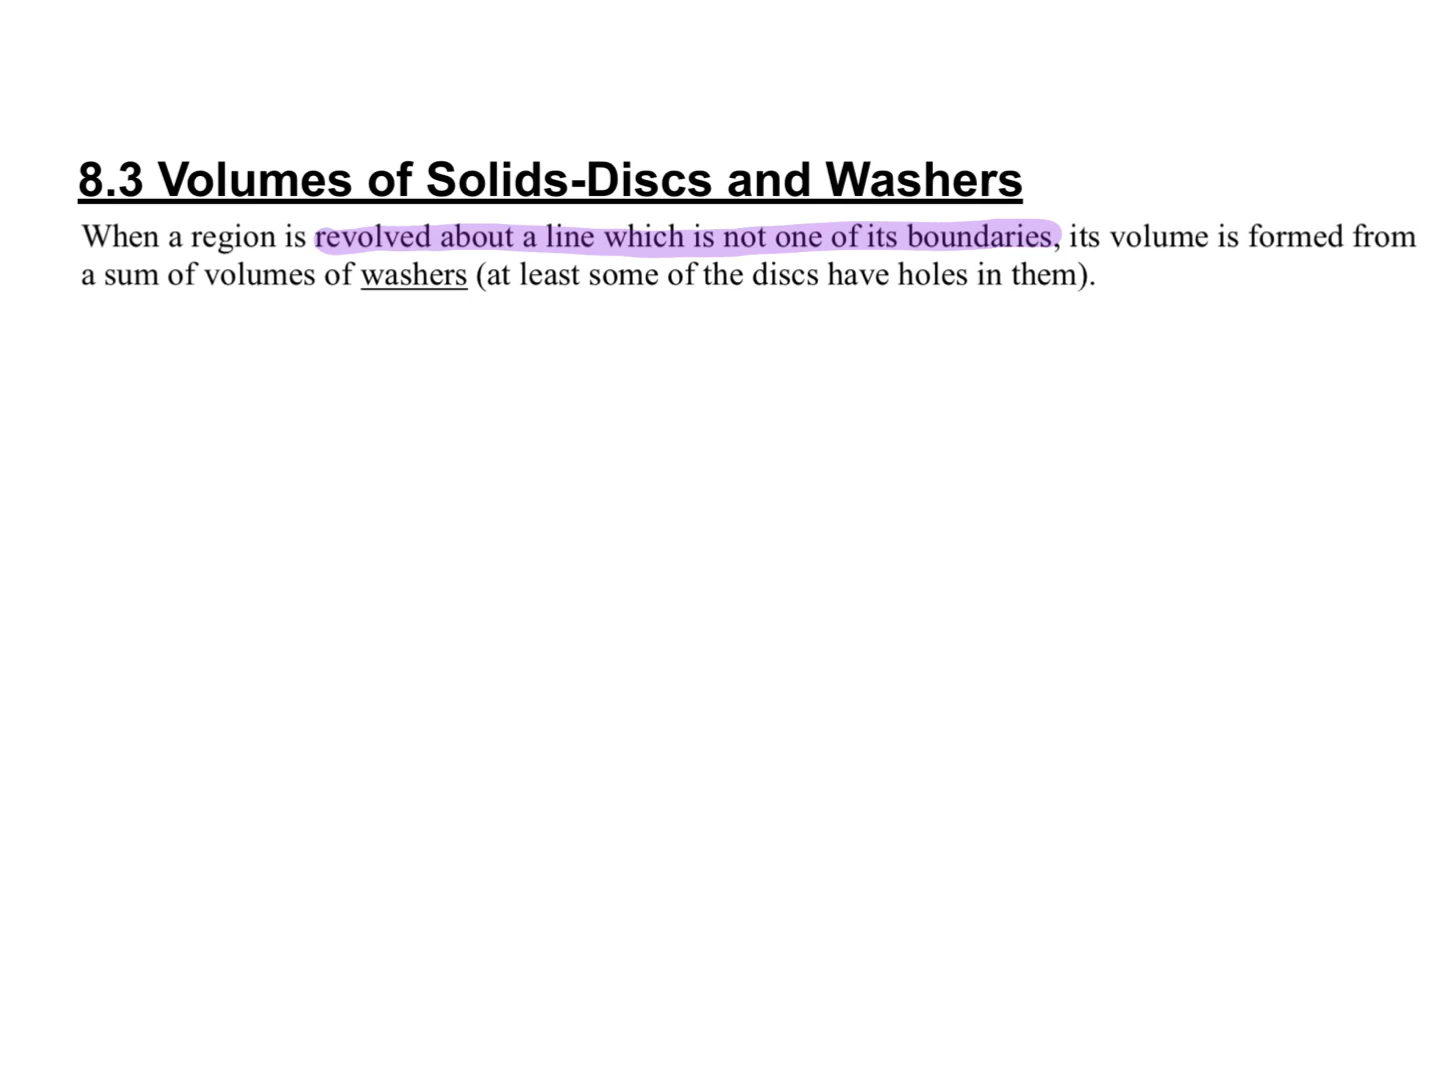 8.3 Volumes of Solids-Discs and Washers
When a region is revolved about a line which is not one of its boundaries, its volume is formed from
a sum of volumes of washers (at least some of the discs have holes in them).